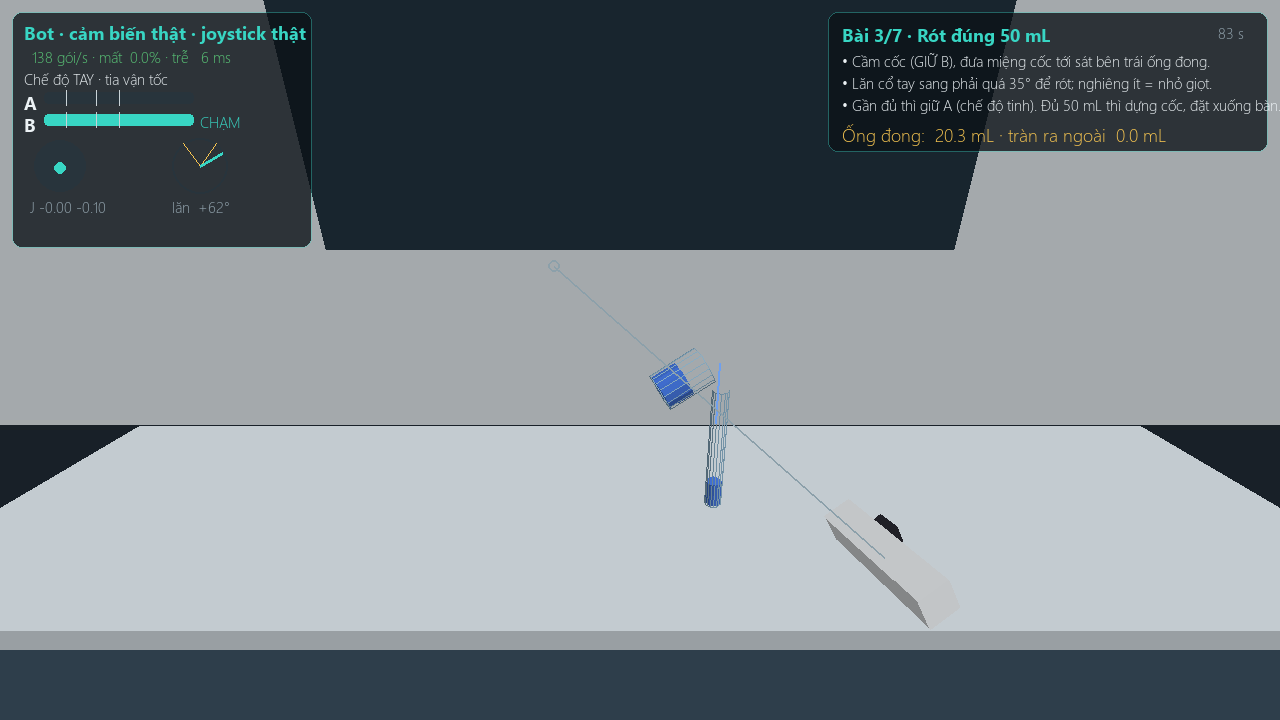 Bot · cảm biến thật · joystick thật
138 gói/s · mất 0.0% · trễ 6 ms
Chế độ TAY · tia vận tốc
A
B CHẠM
J -0.00 -0.10 lăn +62°
Bài 3/7 · Rót đúng 50 mL 83 s
• Cầm cốc (GIỮ B), đưa miệng cốc tới sát bên trái ống đong.
• Lăn cổ tay sang phải quá 35° để rót; nghiêng ít = nhỏ giọt.
• Gần đủ thì giữ A (chế độ tinh). Đủ 50 mL thì dựng cốc, đặt xuống bàn.
Ống đong: 20.3 mL · tràn ra ngoài 0.0 mL